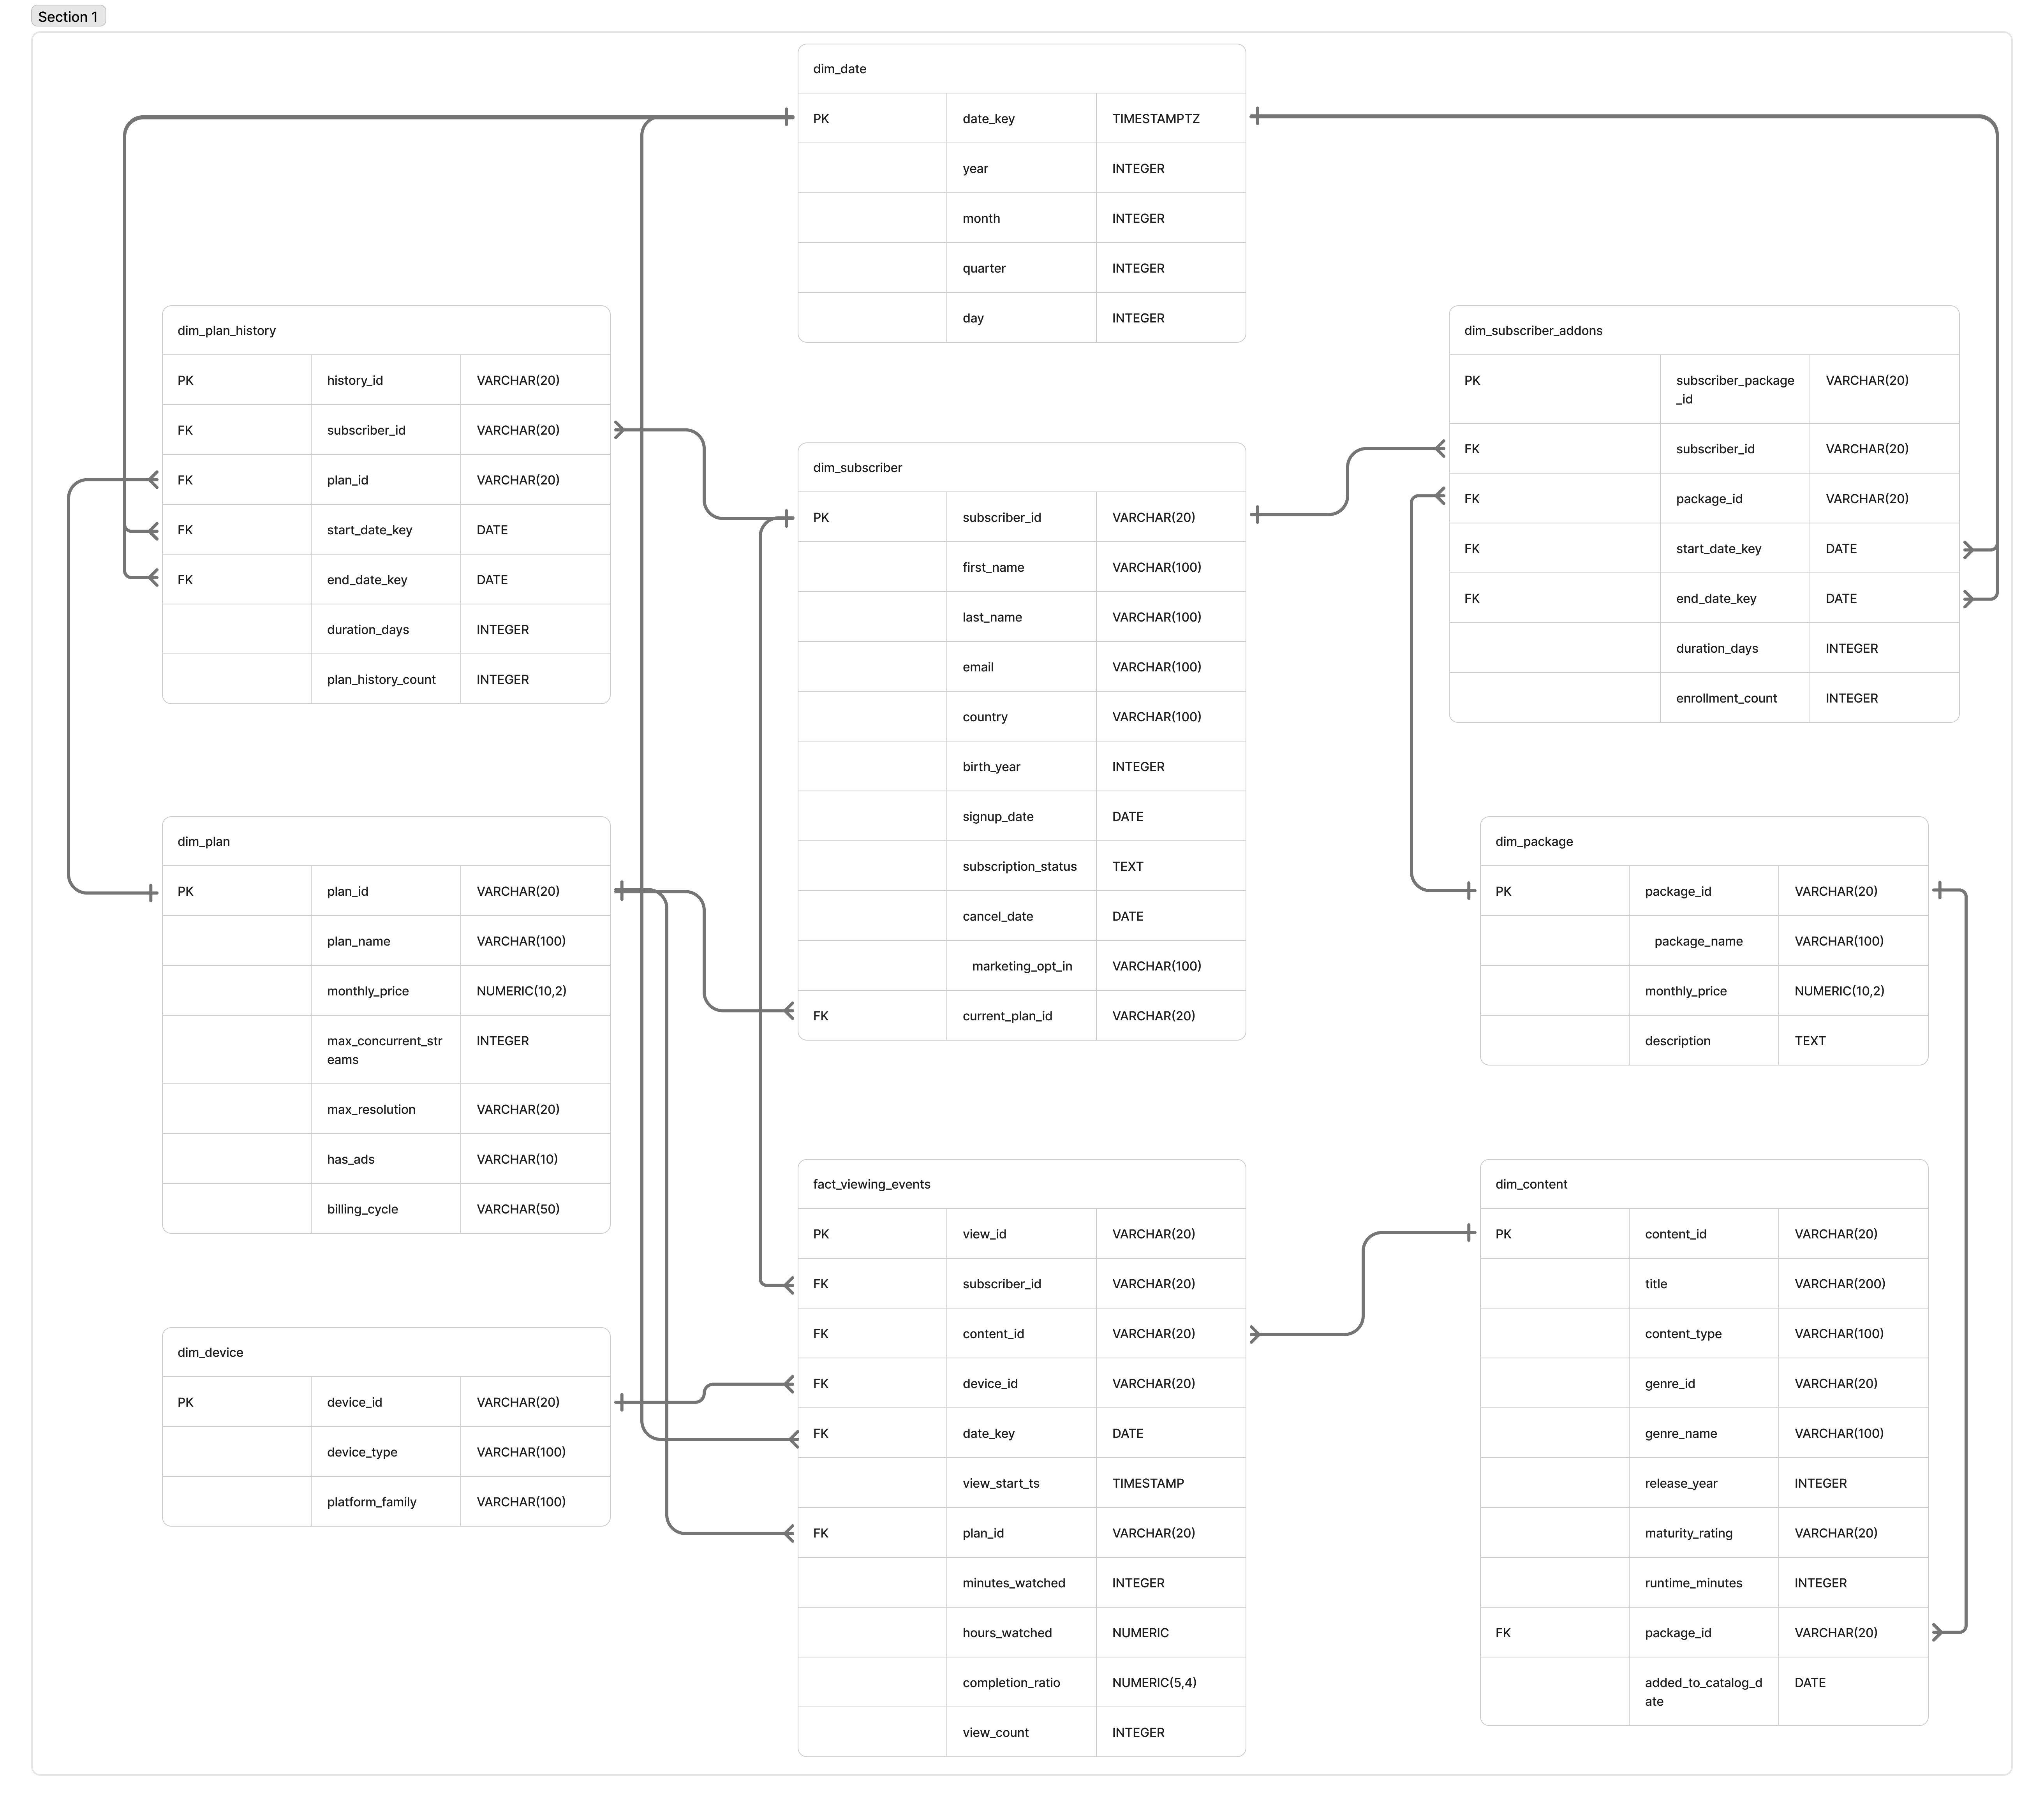 Section 1
dim_date
PK date_key TIMESTAMPTZ
year INTEGER
month INTEGER
quarter INTEGER
day INTEGER
dim_plan_history
PK history_id VARCHAR(20)
FK subscriber_id VARCHAR(20)
FK plan_id VARCHAR(20)
FK start_date_key DATE
FK end_date_key DATE
duration_days INTEGER
plan_history_count INTEGER
dim_subscriber_addons
PK subscriber_package VARCHAR(20)
_id
FK subscriber_id VARCHAR(20)
FK package_id VARCHAR(20)
FK start_date_key DATE
FK end_date_key DATE
duration_days INTEGER
enrollment_count INTEGER
dim_subscriber
PK subscriber_id VARCHAR(20)
first_name VARCHAR(100)
last_name VARCHAR(100)
email VARCHAR(100)
country VARCHAR(100)
birth_year INTEGER
signup_date DATE
subscription_status TEXT
cancel_date DATE
marketing_opt_in VARCHAR(100)
FK current_plan_id VARCHAR(20)
dim_plan
PK plan_id VARCHAR(20)
plan_name VARCHAR(100)
monthly_price NUMERIC(10,2)
max_concurrent_str INTEGER
eams
max_resolution VARCHAR(20)
has_ads VARCHAR(10)
billing_cycle VARCHAR(50)
dim_package
PK package_id VARCHAR(20)
package_name VARCHAR(100)
monthly_price NUMERIC(10,2)
description TEXT
dim_device
PK device_id VARCHAR(20)
device_type VARCHAR(100)
platform_family VARCHAR(100)
fact_viewing_events
PK view_id VARCHAR(20)
FK subscriber_id VARCHAR(20)
FK content_id VARCHAR(20)
FK device_id VARCHAR(20)
FK date_key DATE
view_start_ts TIMESTAMP
FK plan_id VARCHAR(20)
minutes_watched INTEGER
hours_watched NUMERIC
completion_ratio NUMERIC(5,4)
view_count INTEGER
dim_content
PK content_id VARCHAR(20)
title VARCHAR(200)
content_type VARCHAR(100)
genre_id VARCHAR(20)
genre_name VARCHAR(100)
release_year INTEGER
maturity_rating VARCHAR(20)
runtime_minutes INTEGER
FK package_id VARCHAR(20)
added_to_catalog_d DATE
ate